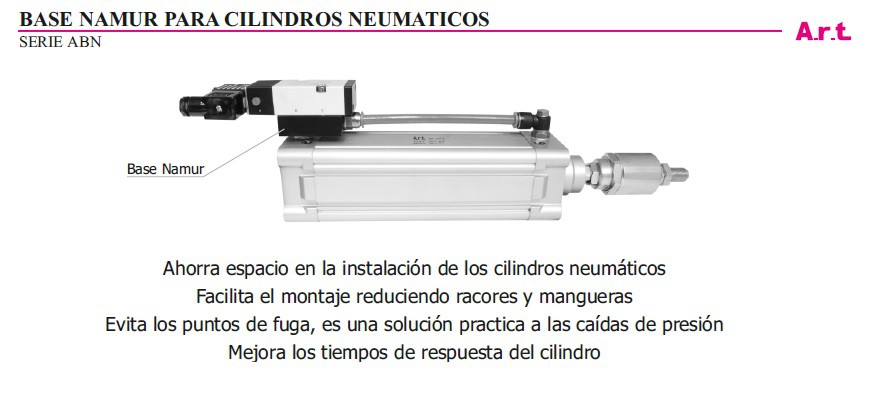 BASE NAMUR PARA CILINDROS NEUMATICOS
SERIE ABN
A.r.t.
A.r.t.
Base Namur
Ahorra espacio en la instalación de los cilindros neumáticos
Facilita el montaje reduciendo racores y mangueras
Evita los puntos de fuga, es una solución practica a las caídas de presión
Mejora los tiempos de respuesta del cilindro